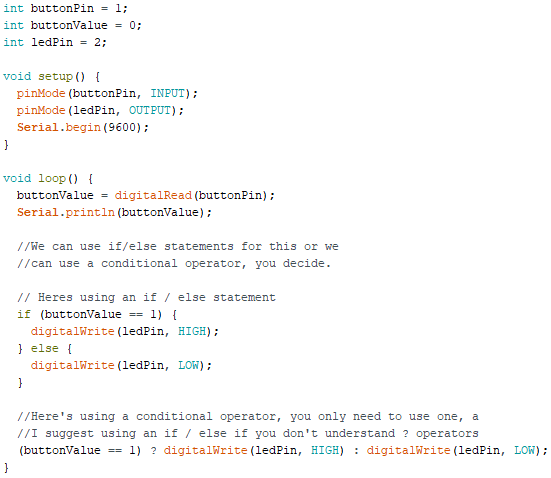 int buttonPin = 1;
int buttonValue = 0;
int ledPin = 2;

void setup() {
  pinMode(buttonPin, INPUT);
  pinMode(ledPin, OUTPUT);
  Serial.begin(9600);
}

void loop() {
  buttonValue = digitalRead(buttonPin);
  Serial.println(buttonValue);

  //We can use if/else statements for this or we
  //can use a conditional operator, you decide.

  // Heres using an if / else statement
  if (buttonValue == 1) {
    digitalWrite(ledPin, HIGH);
  } else {
    digitalWrite(ledPin, LOW);
  }

  //Here's using a conditional operator, you only need to use one, a
  //I suggest using an if / else if you don't understand ? operators
  (buttonValue == 1) ? digitalWrite(ledPin, HIGH) : digitalWrite(ledPin, LOW);
}